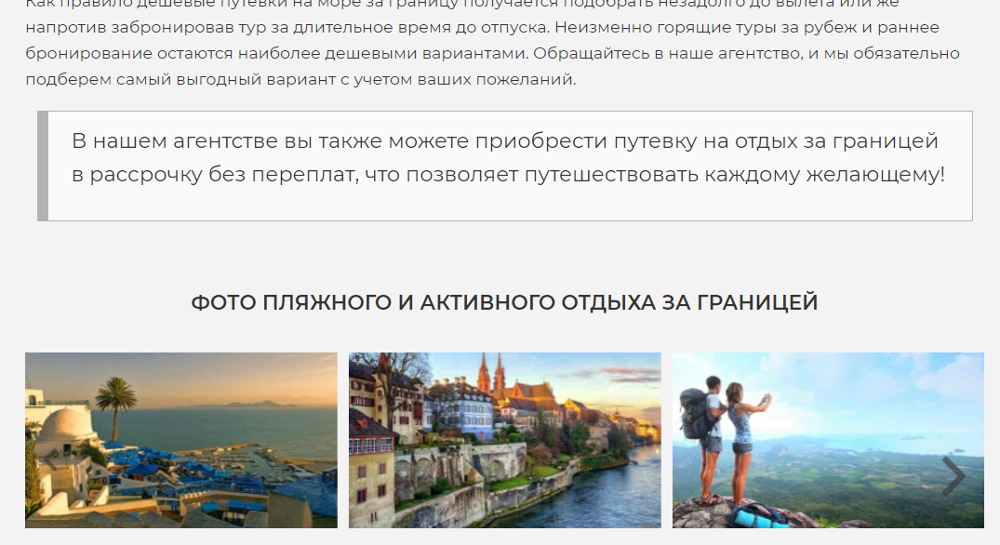 Как правило дешевые путевки на море за границу получается подобрать незадолго до вылета или же
напротив забронировав тур за длительное время до отпуска. Неизменно горящие туры за рубеж и раннее
бронирование остаются наиболее дешевыми вариантами. Обращайтесь в наше агентство, и мы обязательно
подберем самый выгодный вариант с учетом ваших пожеланий.
В нашем агентстве вы также можете приобрести путевку на отдых за границей
в рассрочку без переплат, что позволяет путешествовать каждому желающему!
ФОТО ПЛЯЖНОГО И АКТИВНОГО ОТДЫХА ЗА ГРАНИЦЕЙ